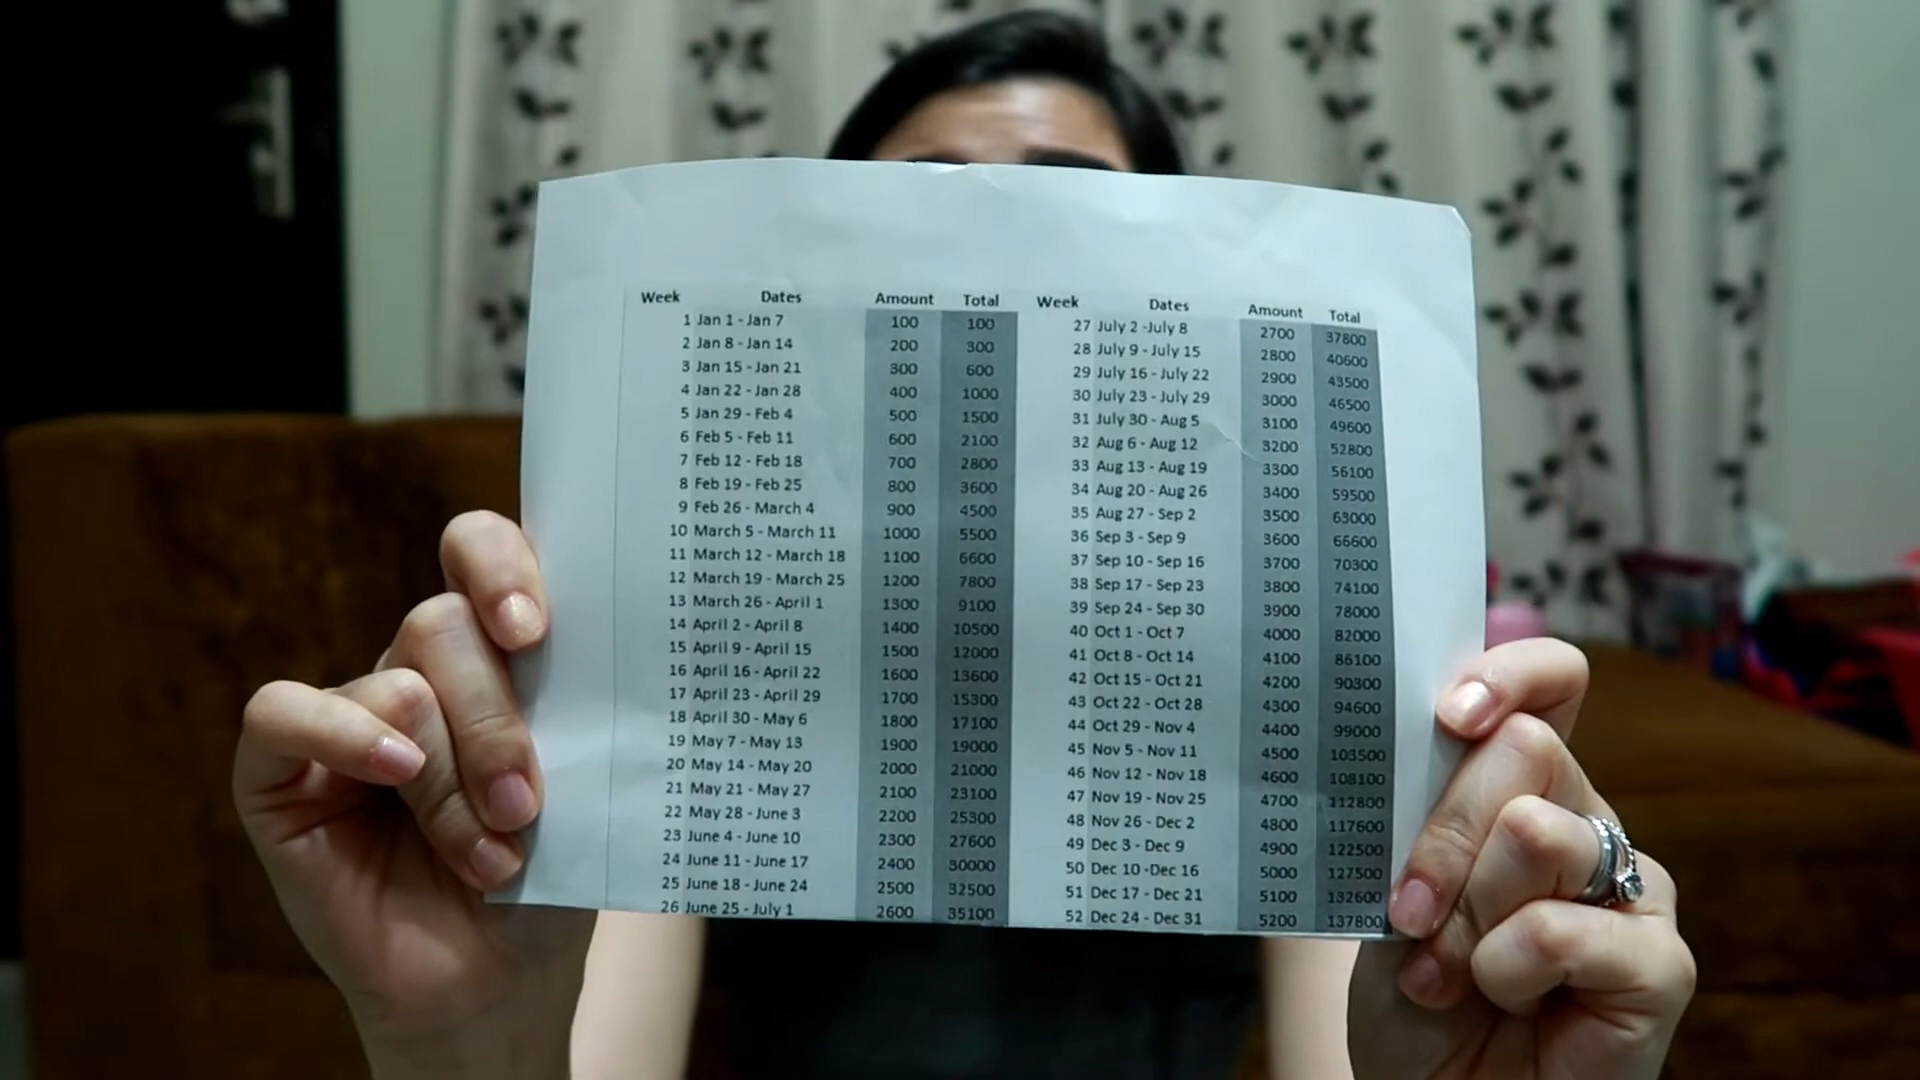 Week Dates Amount Total
1 Jan 1 - Jan 7 100 100
2 Jan 8 - Jan 14 200 300
3 Jan 15 - Jan 21 300 600
4 Jan 22 - Jan 28 400 1000
5 Jan 29 - Feb 4 500 1500
6 Feb 5 - Feb 11 600 2100
7 Feb 12 - Feb 18 700 2800
8 Feb 19 - Feb 25 800 3600
9 Feb 26 - March 4 900 4500
10 March 5 - March 11 1000 5500
11 March 12 - March 18 1100 6600
12 March 19 - March 25 1200 7800
13 March 26 - April 1 1300 9100
14 April 2 - April 8 1400 10500
15 April 9 - April 15 1500 12000
16 April 16 - April 22 1600 13600
17 April 23 - April 29 1700 15300
18 April 30 - May 6 1800 17100
19 May 7 - May 13 1900 19000
20 May 14 - May 20 2000 21000
21 May 21 - May 27 2100 23100
22 May 28 - June 3 2200 25300
23 June 4 - June 10 2300 27600
24 June 11 - June 17 2400 30000
25 June 18 - June 24 2500 32500
26 June 25 - July 1 2600 35100
Week Dates Amount Total
27 July 2 -July 8 2700 37800
28 July 9 - July 15 2800 40600
29 July 16 - July 22 2900 43500
30 July 23 - July 29 3000 46500
31 July 30 - Aug 5 3100 49600
32 Aug 6 - Aug 12 3200 52800
33 Aug 13 - Aug 19 3300 56100
34 Aug 20 - Aug 26 3400 59500
35 Aug 27 - Sep 2 3500 63000
36 Sep 3 - Sep 9 3600 66600
37 Sep 10 - Sep 16 3700 70300
38 Sep 17 - Sep 23 3800 74100
39 Sep 24 - Sep 30 3900 78000
40 Oct 1 - Oct 7 4000 82000
41 Oct 8 - Oct 14 4100 86100
42 Oct 15 - Oct 21 4200 90300
43 Oct 22 - Oct 28 4300 94600
44 Oct 29 - Nov 4 4400 99000
45 Nov 5 - Nov 11 4500 103500
46 Nov 12 - Nov 18 4600 108100
47 Nov 19 - Nov 25 4700 112800
48 Nov 26 - Dec 2 4800 117600
49 Dec 3 - Dec 9 4900 122500
50 Dec 10 -Dec 16 5000 127500
51 Dec 17 - Dec 21 5100 132600
52 Dec 24 - Dec 31 5200 137800